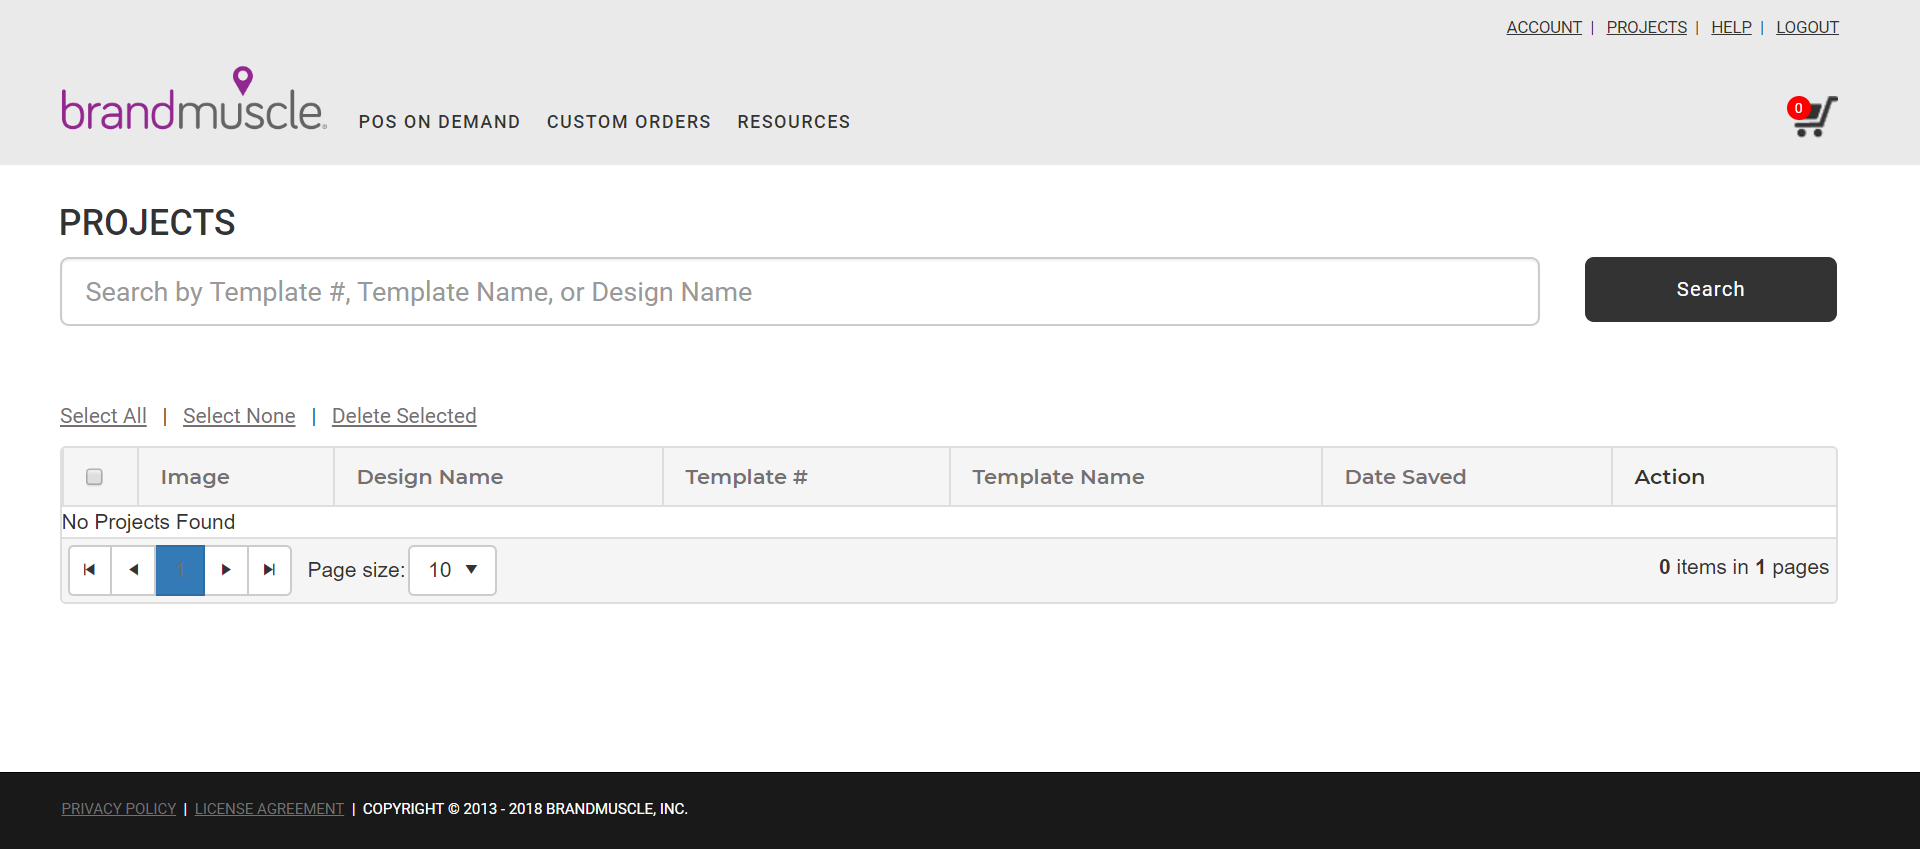 ACCOUNT | PROJECTS | HELP | LOGOUT
brandmuscle®
POS ON DEMAND CUSTOM ORDERS RESOURCES
0
PROJECTS
Search by Template #, Template Name, or Design Name
Search
Select All | Select None | Delete Selected
Image Design Name Template # Template Name Date Saved Action
No Projects Found
1 Page size: 10 0 items in 1 pages
PRIVACY POLICY | LICENSE AGREEMENT | COPYRIGHT © 2013 - 2018 BRANDMUSCLE, INC.